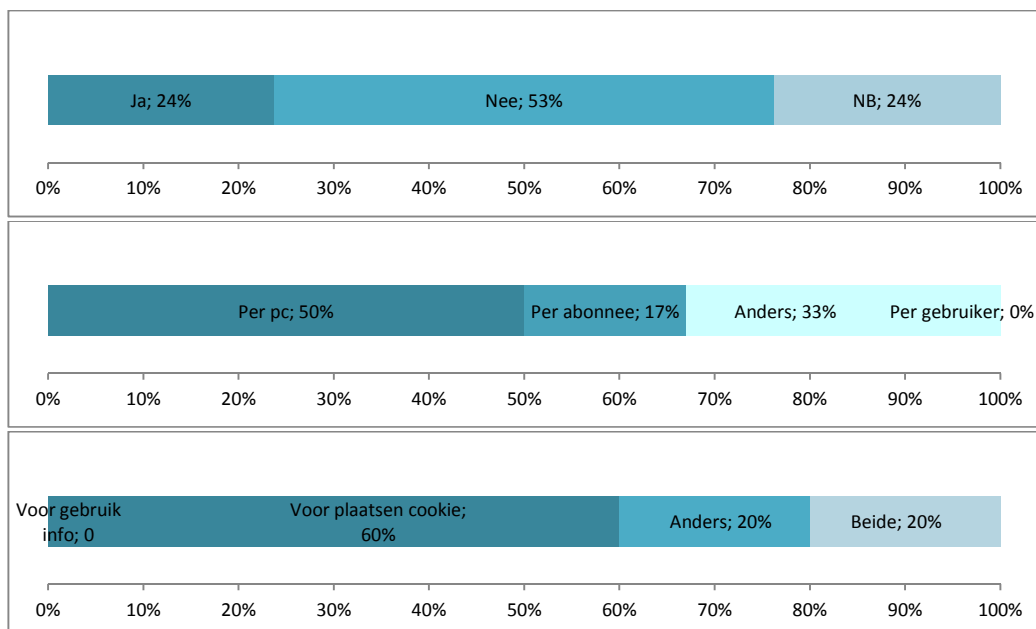 Ja; 24% Nee; 53% NB; 24%
0% 10% 20% 30% 40% 50% 60% 70% 80% 90% 100%
Per pc; 50% Per abonnee; 17% Anders; 33% Per gebruiker; 0%
0% 10% 20% 30% 40% 50% 60% 70% 80% 90% 100%
Voor gebruik
info; 0
Voor plaatsen cookie;
60%
Anders; 20% Beide; 20%
0% 10% 20% 30% 40% 50% 60% 70% 80% 90% 100%